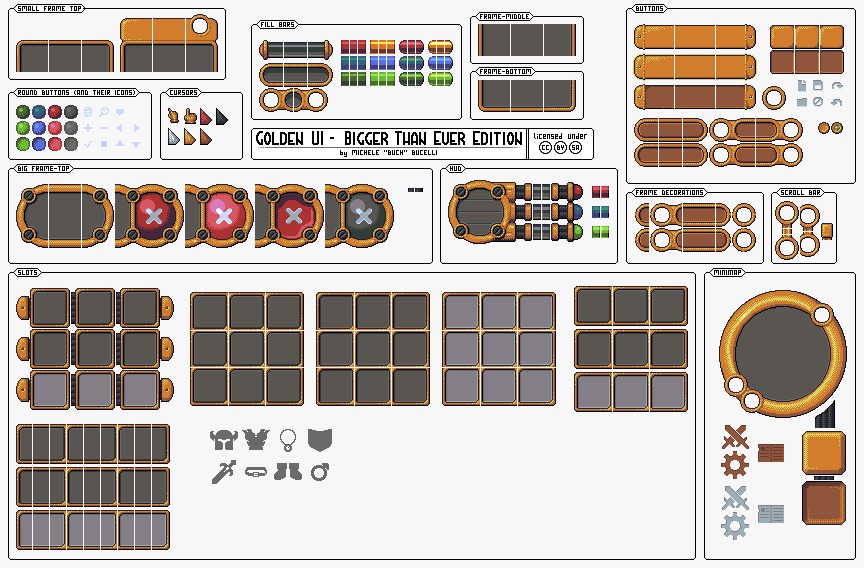 SMALL FRAME TOP
FILL BARS
FRAME-MIDDLE
BUTTONS
FRAME-BOTTOM
ROUND BUTTONS (AND THEIR ICONS)
CURSORS
GOLDEN UI - BIGGER THAN EVER EDITION
by MICHELE "BUCH" BUCELLI
licensed under
CC BY SA
BIG FRAME-TOP
HUD
FRAME DECORATIONS
SCROLL BAR
SLOTS
MINIMAP